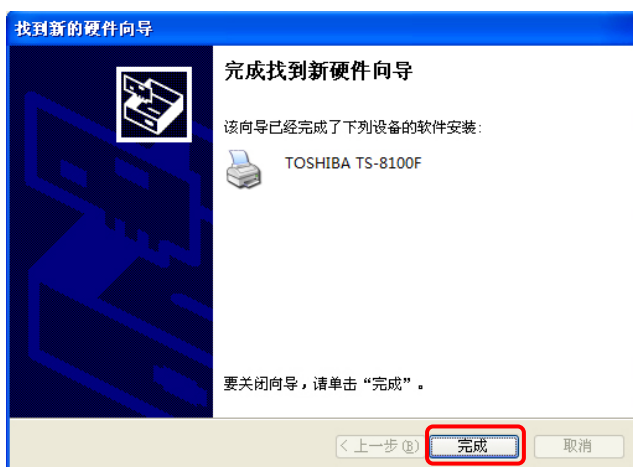 找到新的硬件向导
完成找到新硬件向导
该向导已经完成了下列设备的软件安装:
TOSHIBA TS-8100F
要关闭向导，请单击“完成”。
< 上一步(B) 完成 取消